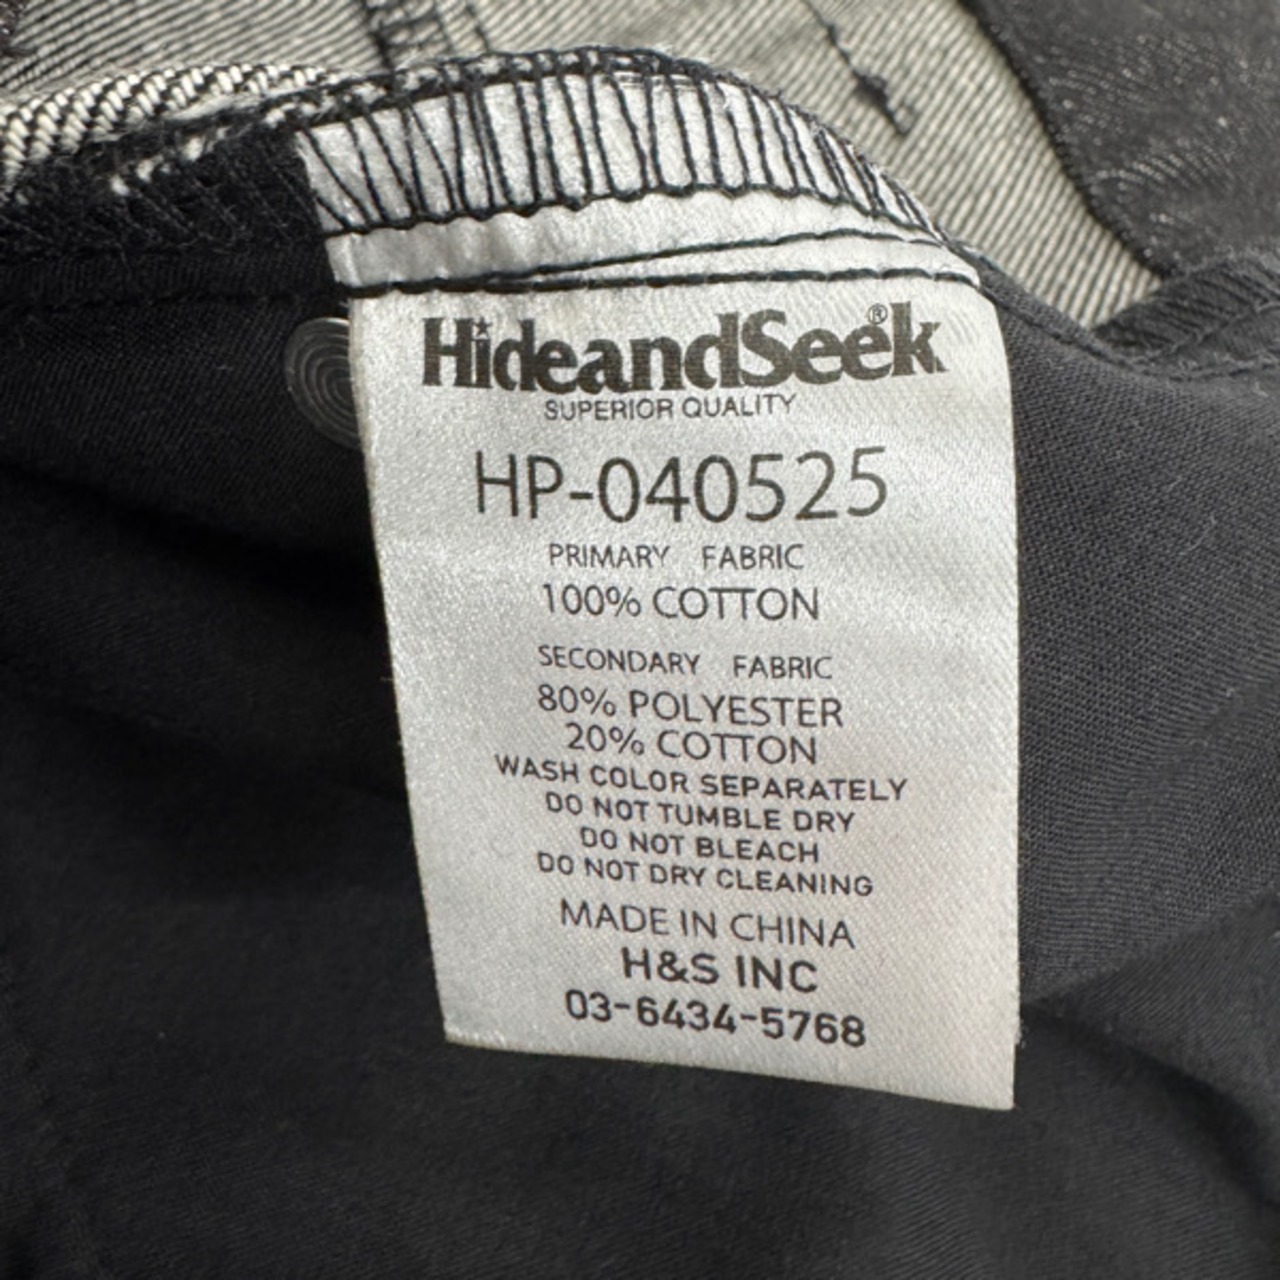 HideandSeek®
SUPERIOR QUALITY
HP-040525
PRIMARY FABRIC
100% COTTON
SECONDARY FABRIC
80% POLYESTER
20% COTTON
WASH COLOR SEPARATELY
DO NOT TUMBLE DRY
DO NOT BLEACH
DO NOT DRY CLEANING
MADE IN CHINA
H&S INC
03-6434-5768